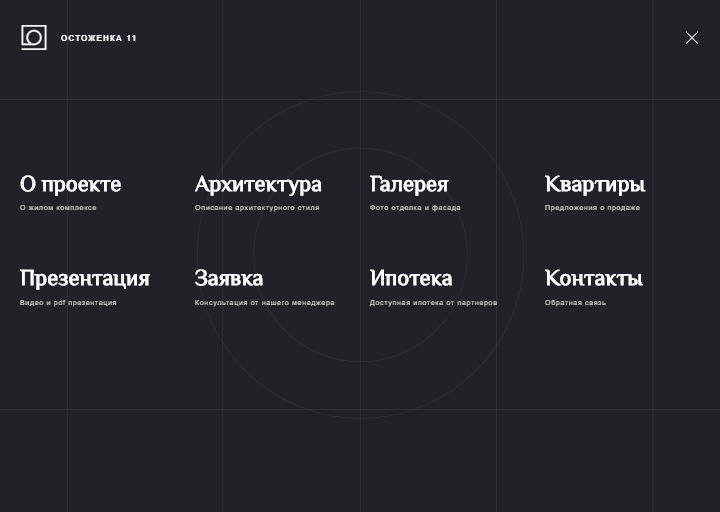 ОСТОЖЕНКА 11
О проекте
О жилом комплексе
Архитектура
Описание архитектурного стиля
Галерея
Фото отделка и фасада
Квартиры
Предложения о продаже
Презентация
Видео и pdf презентация
Заявка
Консультация от нашего менеджера
Ипотека
Доступная ипотека от партнеров
Контакты
Обратная связь